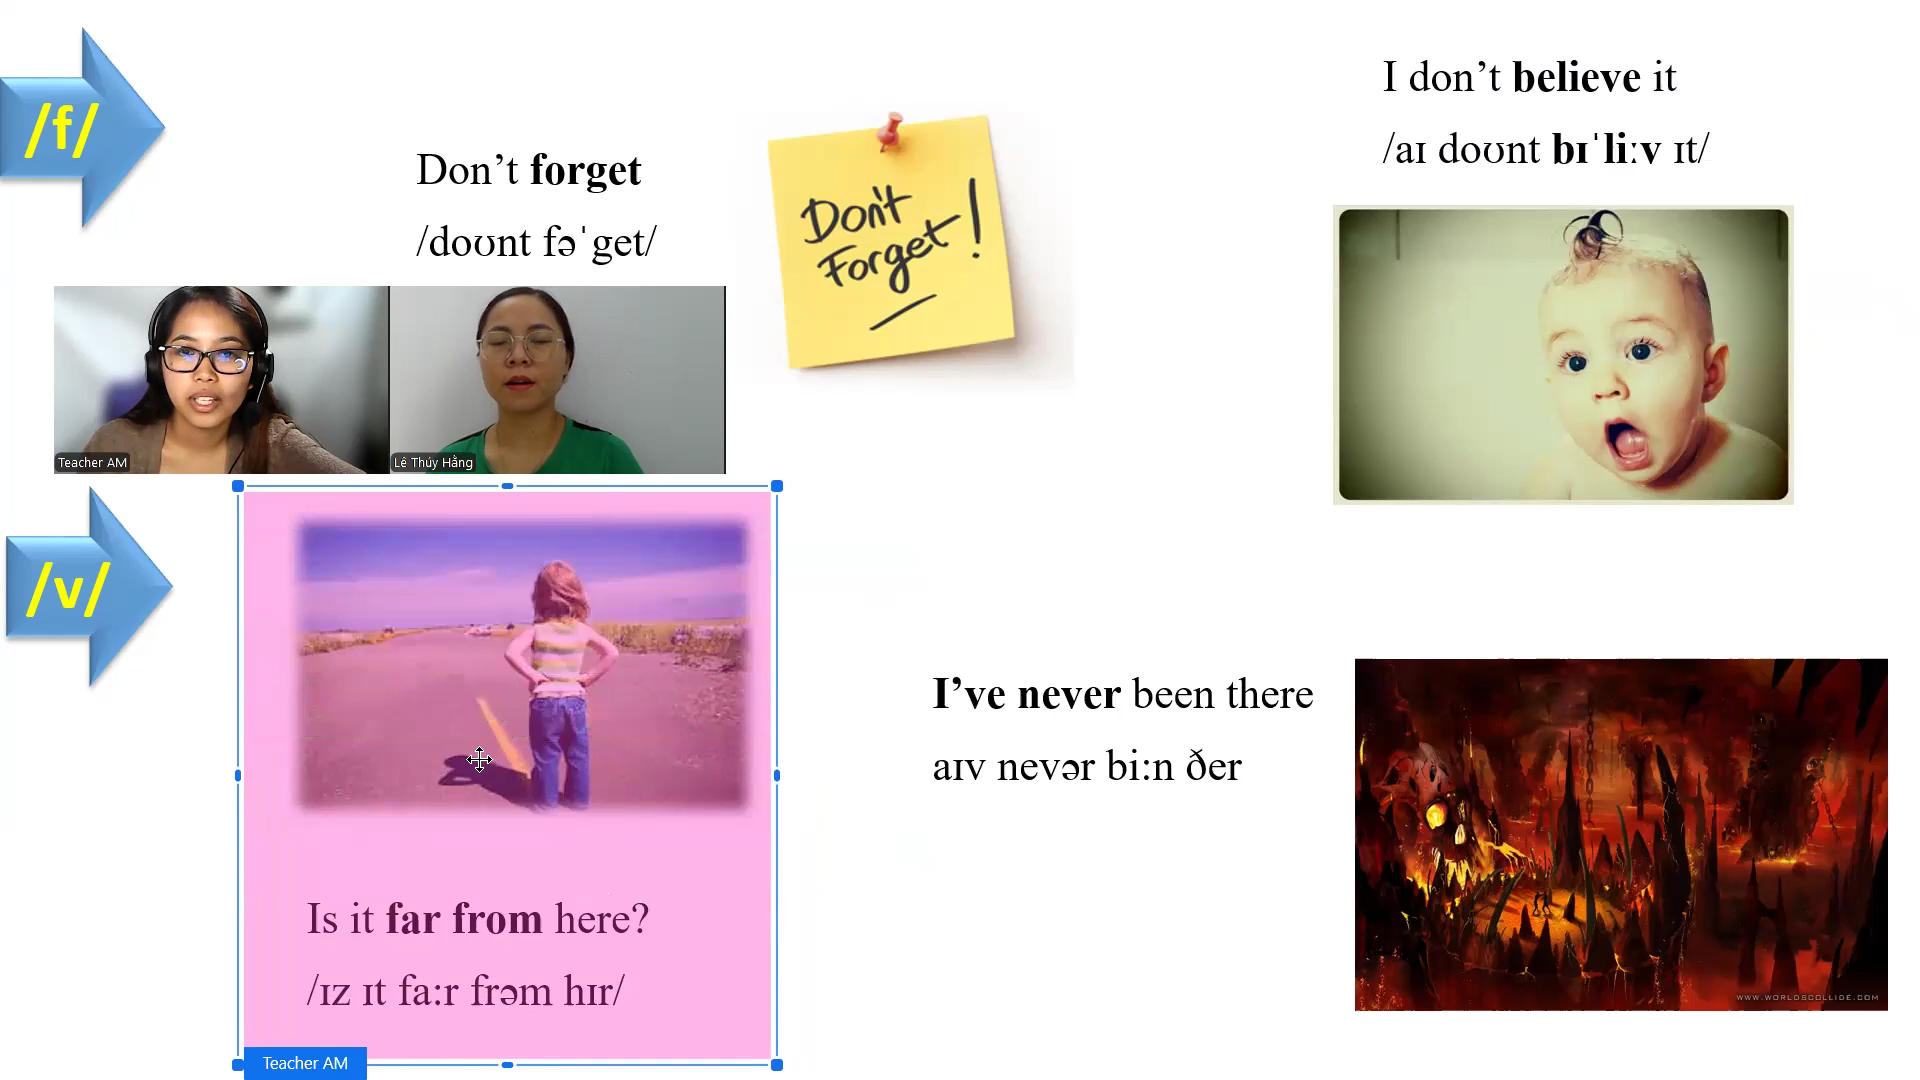 /f/
Don’t forget
/doʊnt fəˈget/
Don't
Forget!
I don’t believe it
/aɪ doʊnt bɪˈliːv ɪt/
Teacher AM
Lê Thúy Hằng
/v/
Is it far from here?
/ɪz ɪt fa:r frəm hɪr/
Teacher AM
I’ve never been there
aɪv nevər bi:n ðer
WWW.WORLDSCOLLIDE.COM